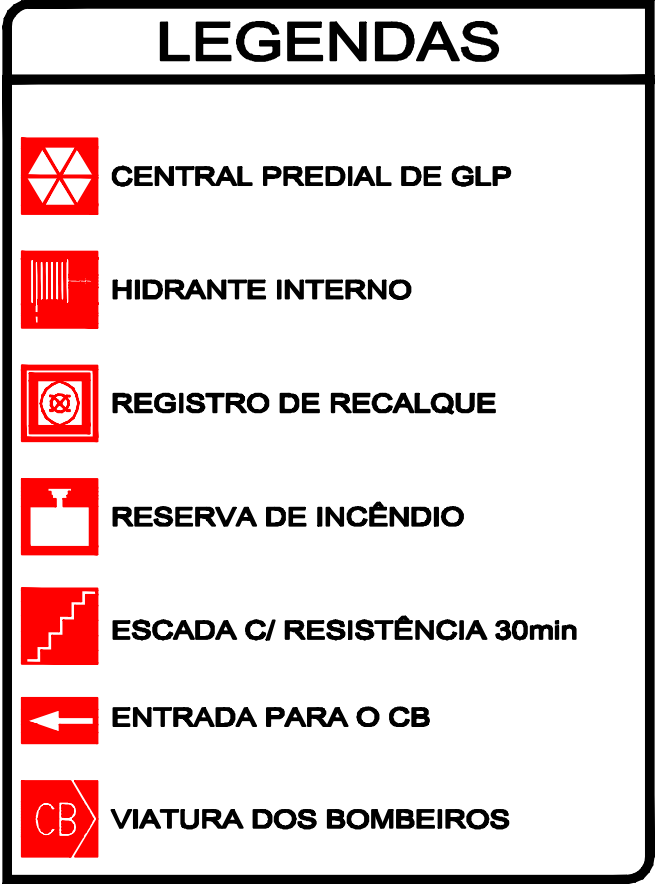 LEGENDAS
CENTRAL PREDIAL DE GLP
HIDRANTE INTERNO
REGISTRO DE RECALQUE
RESERVA DE INCÊNDIO
ESCADA C/ RESISTÊNCIA 30min
ENTRADA PARA O CB
CB VIATURA DOS BOMBEIROS